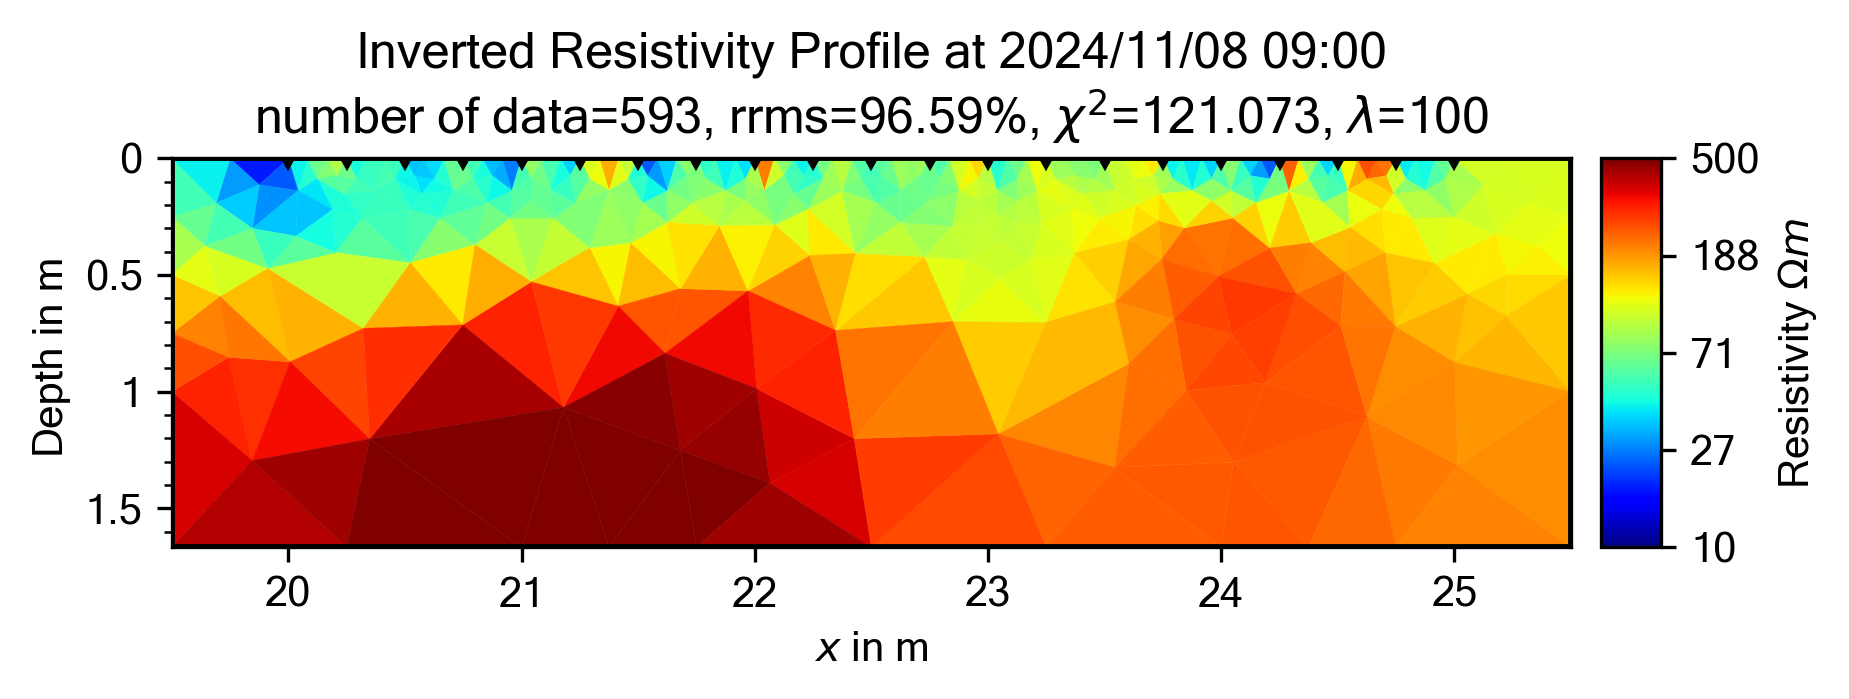 Inverted Resistivity Profile at 2024/11/08 09:00
number of data=593, rrms=96.59%, χ²=121.073, λ=100
0
0.5
1
1.5
Depth in m
20 21 22 23 24 25
x in m
500
188
71
27
10
Resistivity Ωm